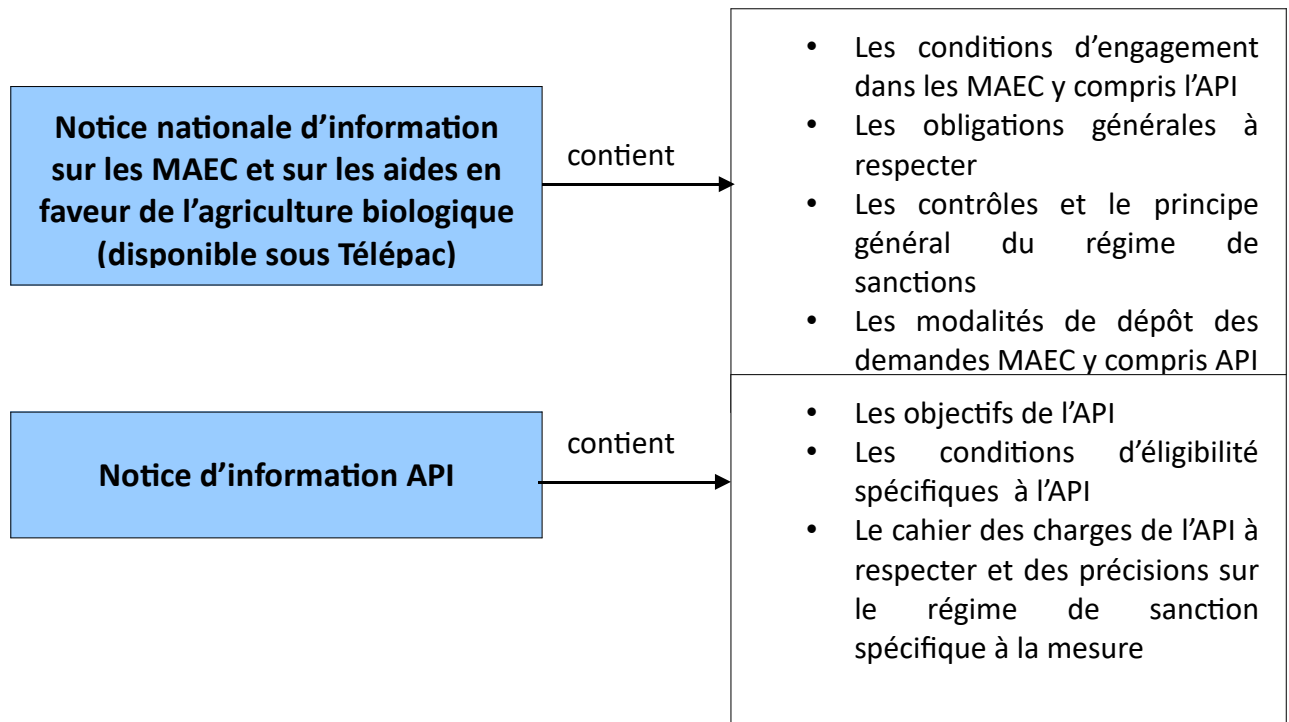 Notice nationale d'information
sur les MAEC et sur les aides en
faveur de l'agriculture biologique
(disponible sous Télépac)
contient
• Les conditions d'engagement
dans les MAEC y compris l'API
• Les obligations générales à
respecter
• Les contrôles et le principe
général du régime de
sanctions
• Les modalités de dépôt des
demandes MAEC y compris API
Notice d'information API
contient
• Les objectifs de l'API
• Les conditions d'éligibilité
spécifiques à l'API
• Le cahier des charges de l'API à
respecter et des précisions sur
le régime de sanction
spécifique à la mesure